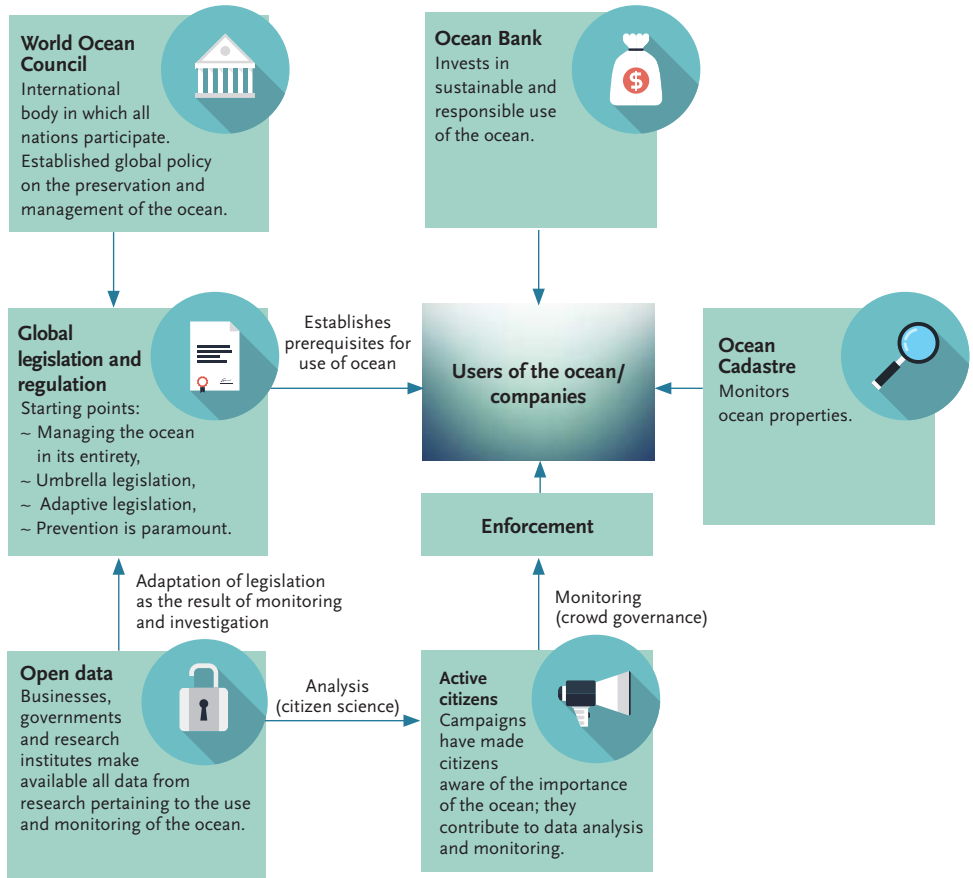 World Ocean
Council
International
body in which all
nations participate.
Established global policy
on the preservation and
management of the ocean.
Ocean Bank
Invests in
sustainable and
responsible use
of the ocean.
$
Global
legislation and
regulation
Starting points:
~ Managing the ocean
in its entirety,
~ Umbrella legislation,
~ Adaptive legislation,
~ Prevention is paramount.
Establishes
prerequisites for
use of ocean
Users of the ocean/
companies
Ocean
Cadastre
Monitors
ocean properties.
Enforcement
Adaptation of legislation
as the result of monitoring
and investigation
Monitoring
(crowd governance)
Open data
Businesses,
governments
and research
institutes make
available all data from
research pertaining to the use
and monitoring of the ocean.
Analysis
(citizen science)
Active
citizens
Campaigns
have made
citizens
aware of the importance
of the ocean; they
contribute to data analysis
and monitoring.